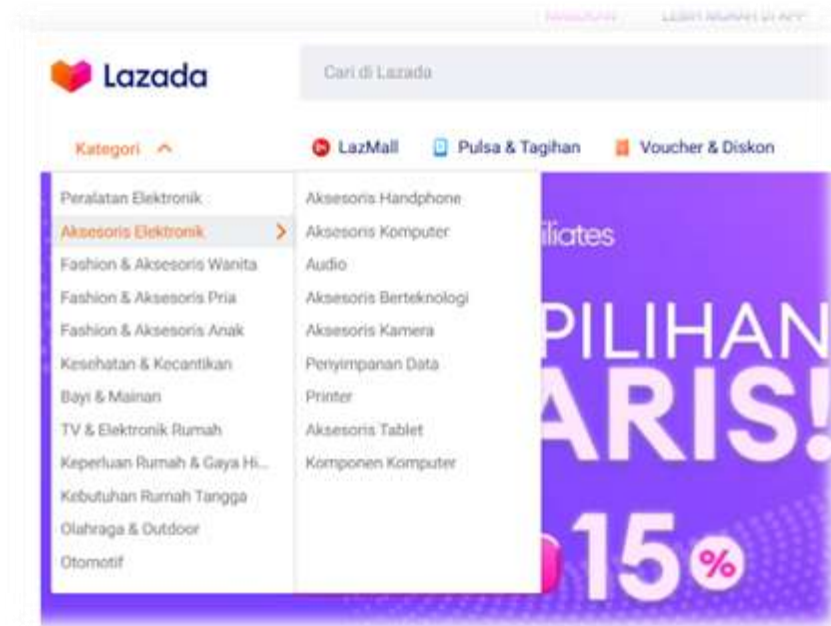 Lazada
Cari di Lazada
Kategori
LazMall
Pulsa & Tagihan
Voucher & Diskon
Peralatan Elektronik
Aksesoris Elektronik
Fashion & Aksesoris Wanita
Fashion & Aksesoris Pria
Fashion & Aksesoris Anak
Kesehatan & Kecantikan
Bayi & Mainan
TV & Elektronik Rumah
Keperluan Rumah & Gaya Hi...
Kebutuhan Rumah Tangga
Olahraga & Outdoor
Otomotif
Aksesoris Handphone
Aksesoris Komputer
Audio
Aksesoris Berteknologi
Aksesoris Kamera
Penyimpanan Data
Printer
Aksesoris Tablet
Komponen Komputer
iliates
PILIHAN
ARIS!
15%